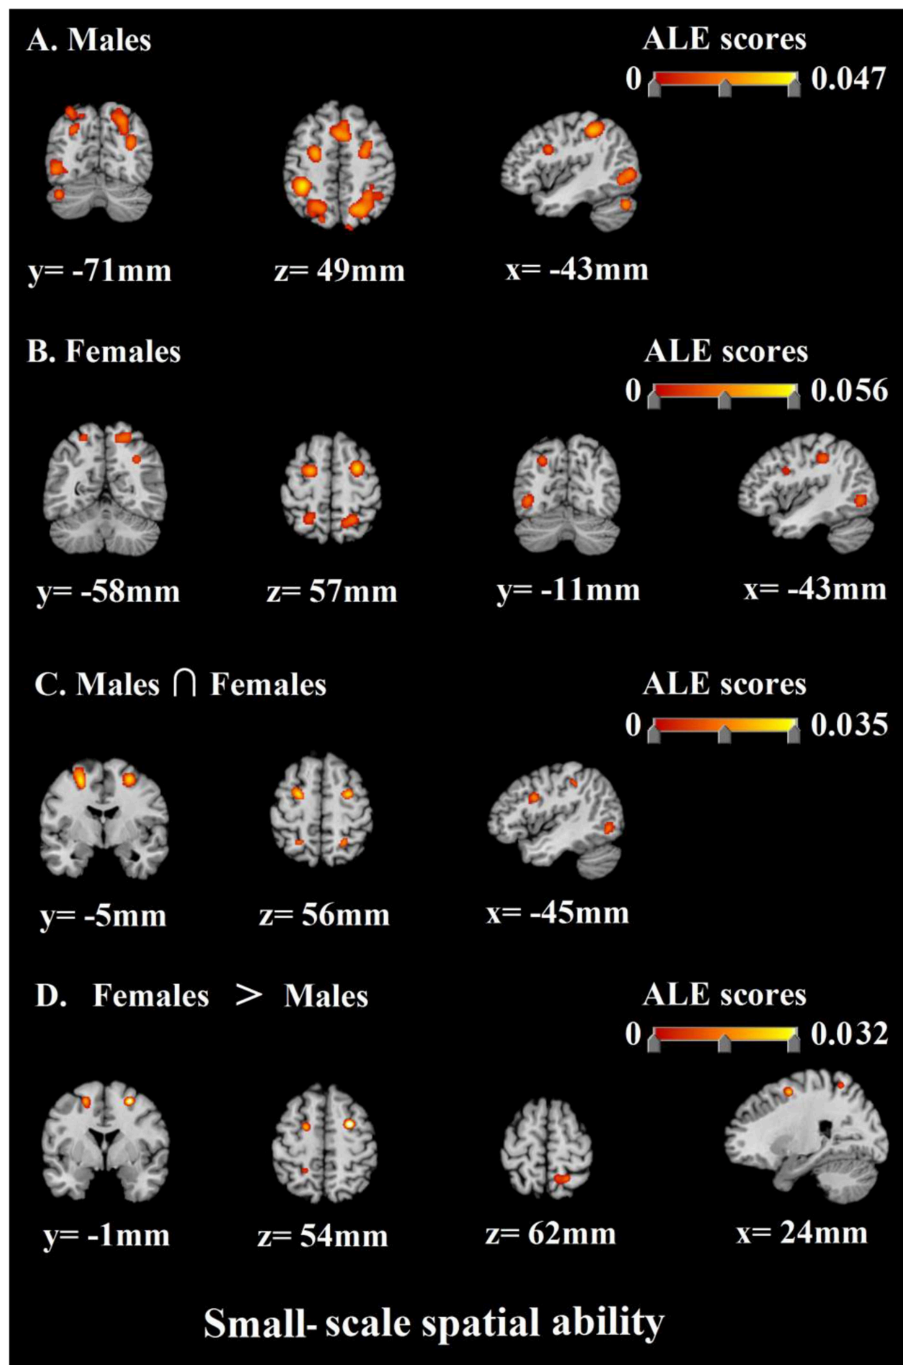 A. Males
ALE scores
0 0.047
y= -71mm z= 49mm x= -43mm
B. Females
ALE scores
0 0.056
y= -58mm z= 57mm y= -11mm x= -43mm
C. Males ∩ Females
ALE scores
0 0.035
y= -5mm z= 56mm x= -45mm
D. Females > Males
ALE scores
0 0.032
y= -1mm z= 54mm z= 62mm x= 24mm
Small- scale spatial ability